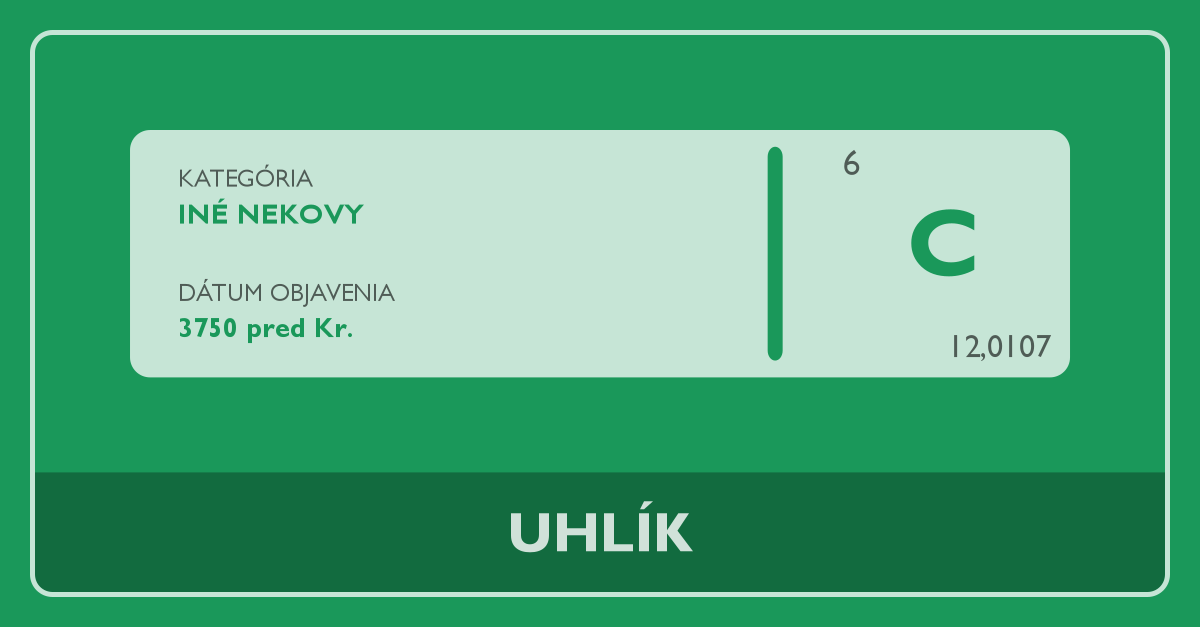 KATEGÓRIA
INÉ NEKOVY
DÁTUM OBJAVENIA
3750 pred Kr.
6
C
12,0107
UHLÍK